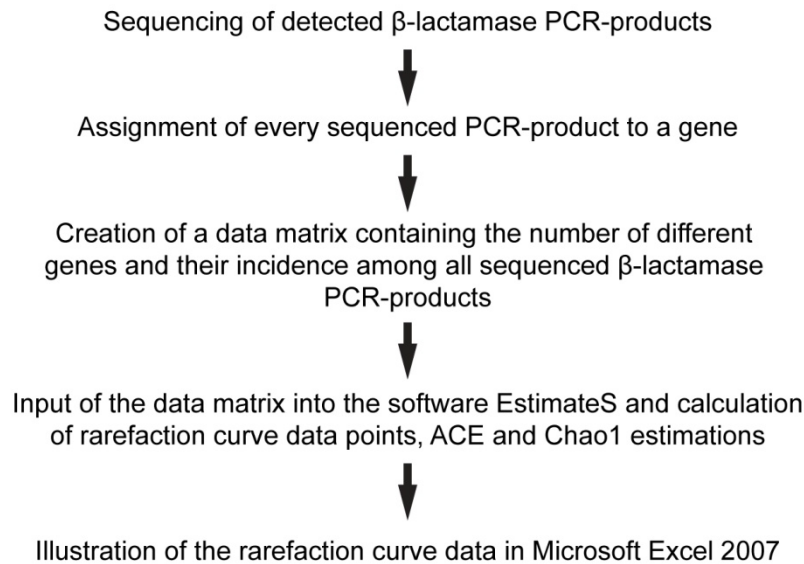 Sequencing of detected β-lactamase PCR-products
Assignment of every sequenced PCR-product to a gene
Creation of a data matrix containing the number of different
genes and their incidence among all sequenced β-lactamase
PCR-products
Input of the data matrix into the software EstimateS and calculation
of rarefaction curve data points, ACE and Chao1 estimations
Illustration of the rarefaction curve data in Microsoft Excel 2007